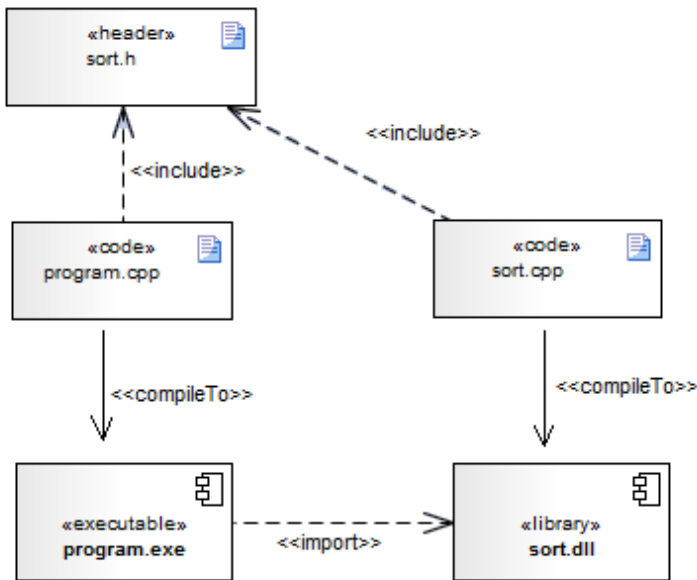 «header»
sort.h
<<include>>
<<include>>
«code»
program.cpp
«code»
sort.cpp
<<compileTo>>
<<compileTo>>
«executable»
program.exe
<<import>>
«library»
sort.dll